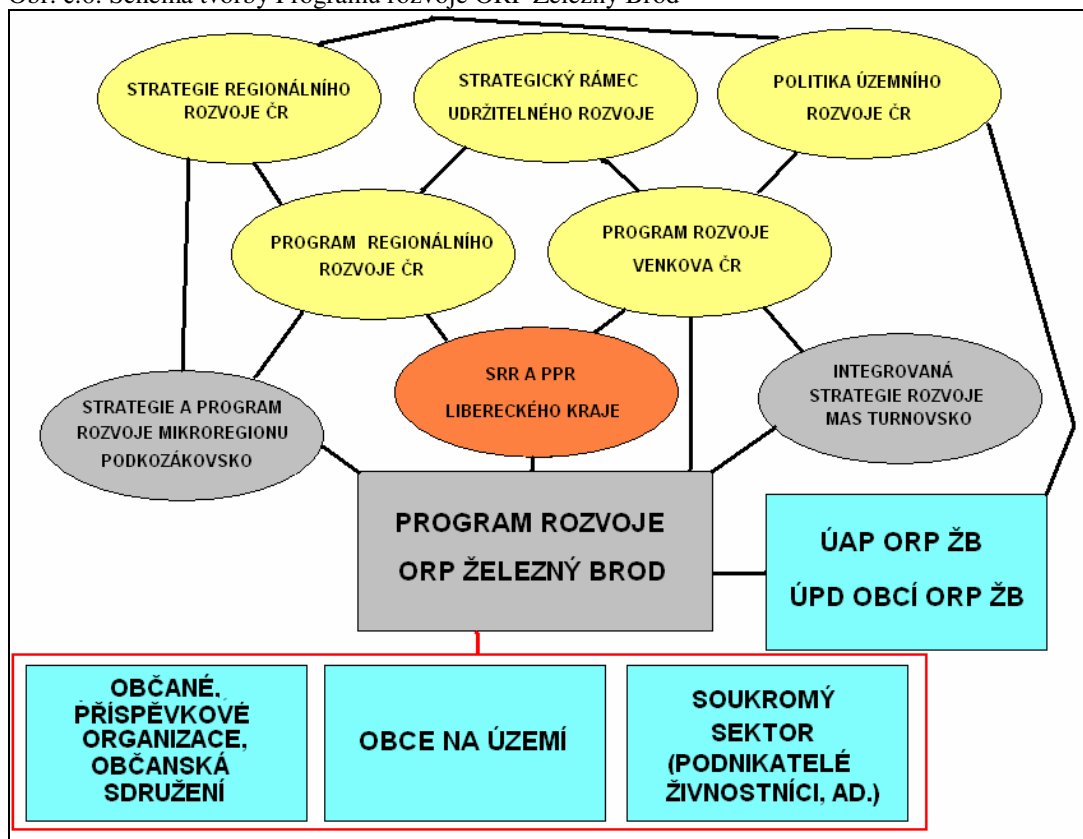 Obr. č.8: Schéma tvorby Programu rozvoje ORP Železný Brod
STRATEGIE REGIONÁLNÍHO
ROZVOJE ČR
STRATEGICKÝ RÁMEC
UDRŽITELNÉHO ROZVOJE
POLITIKA ÚZEMNÍHO
ROZVOJE ČR
PROGRAM REGIONÁLNÍHO
ROZVOJE ČR
PROGRAM ROZVOJE
VENKOVA ČR
STRATEGIE A PROGRAM
ROZVOJE MIKROREGIONU
PODKOZÁKOVSKO
SRR A PPR
LIBERECKÉHO KRAJE
INTEGROVANÁ
STRATEGIE ROZVOJE
MAS TURNOVSKO
PROGRAM ROZVOJE
ORP ŽELEZNÝ BROD
ÚAP ORP ŽB
ÚPD OBCÍ ORP ŽB
OBČANÉ,
PŘÍSPĚVKOVÉ
ORGANIZACE,
OBČANSKÁ
SDRUŽENÍ
OBCE NA ÚZEMÍ
SOUKROMÝ
SEKTOR
(PODNIKATELÉ
ŽIVNOSTNÍCI, AD.)